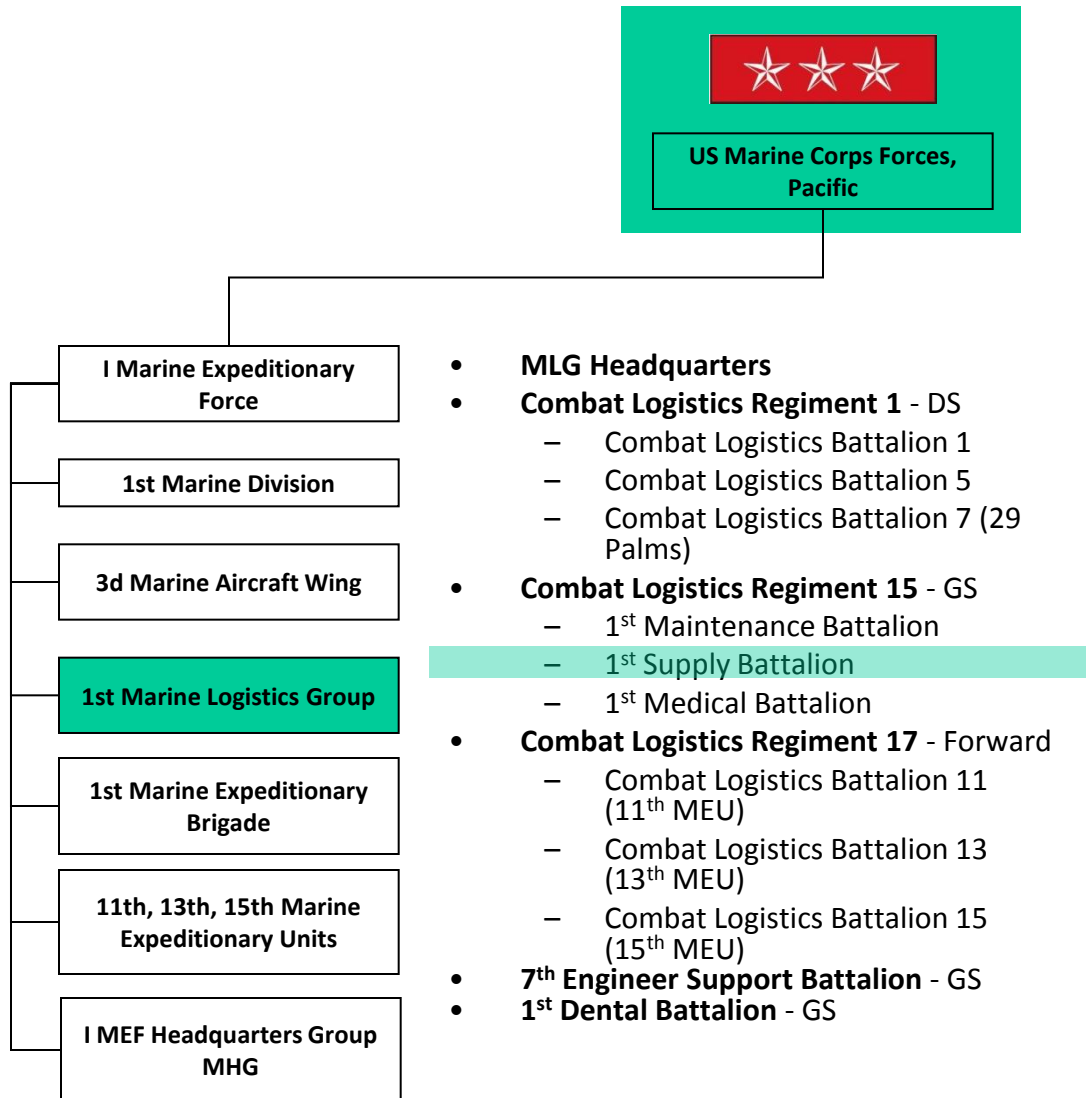 US Marine Corps Forces,
Pacific
I Marine Expeditionary
Force
1st Marine Division
3d Marine Aircraft Wing
1st Marine Logistics Group
1st Marine Expeditionary
Brigade
11th, 13th, 15th Marine
Expeditionary Units
I MEF Headquarters Group
MHG
• MLG Headquarters
• Combat Logistics Regiment 1 - DS
– Combat Logistics Battalion 1
– Combat Logistics Battalion 5
– Combat Logistics Battalion 7 (29
Palms)
• Combat Logistics Regiment 15 - GS
– 1st Maintenance Battalion
– 1st Supply Battalion
– 1st Medical Battalion
• Combat Logistics Regiment 17 - Forward
– Combat Logistics Battalion 11
(11th MEU)
– Combat Logistics Battalion 13
(13th MEU)
– Combat Logistics Battalion 15
(15th MEU)
• 7th Engineer Support Battalion - GS
• 1st Dental Battalion - GS